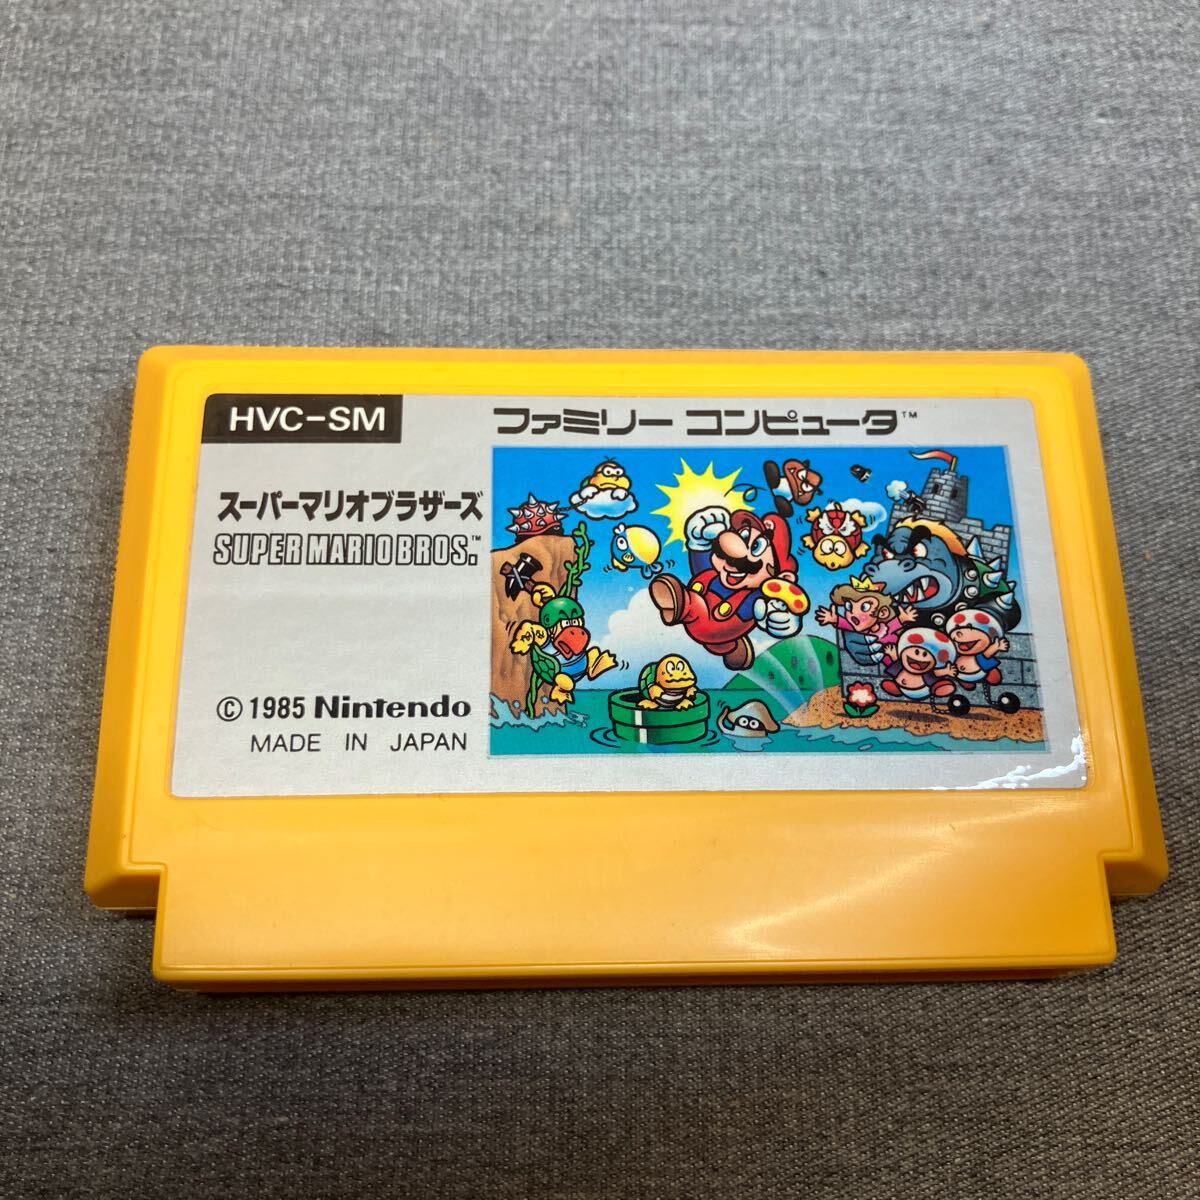 HVC-SM
ファミリー コンピュータ™
スーパーマリオブラザーズ
SUPER MARIO BROS.™
© 1985 Nintendo
MADE IN JAPAN